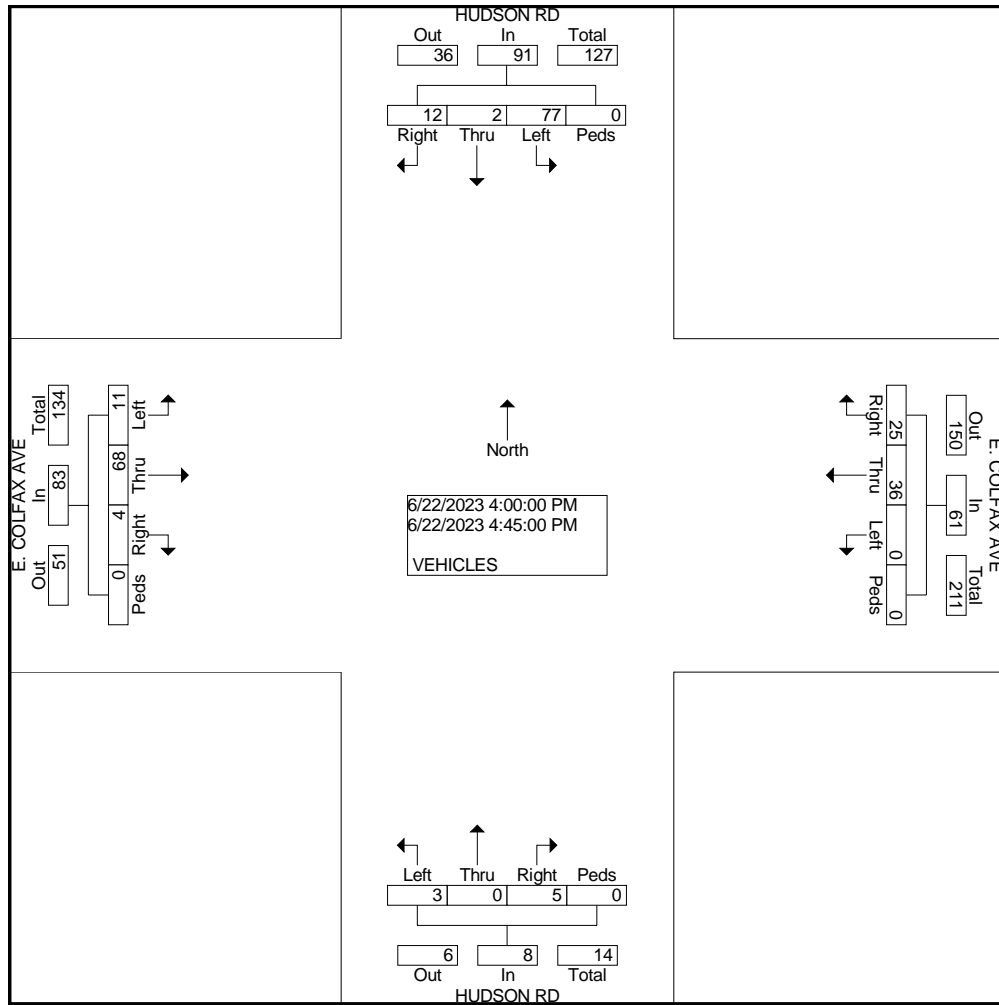 HUDSON RD
Out In Total
36 91 127
12 2 77 0
Right Thru Left Peds
E. COLFAX AVE
Total In Out
134 83 51
11 68 4 0
Left Thru Right Peds
North
6/22/2023 4:00:00 PM
6/22/2023 4:45:00 PM
VEHICLES
Right Thru Left Peds
25 36 0 0
Out In Total
150 61 211
E. COLFAX AVE
Left Thru Right Peds
3 0 5 0
6 8 14
Out In Total
HUDSON RD